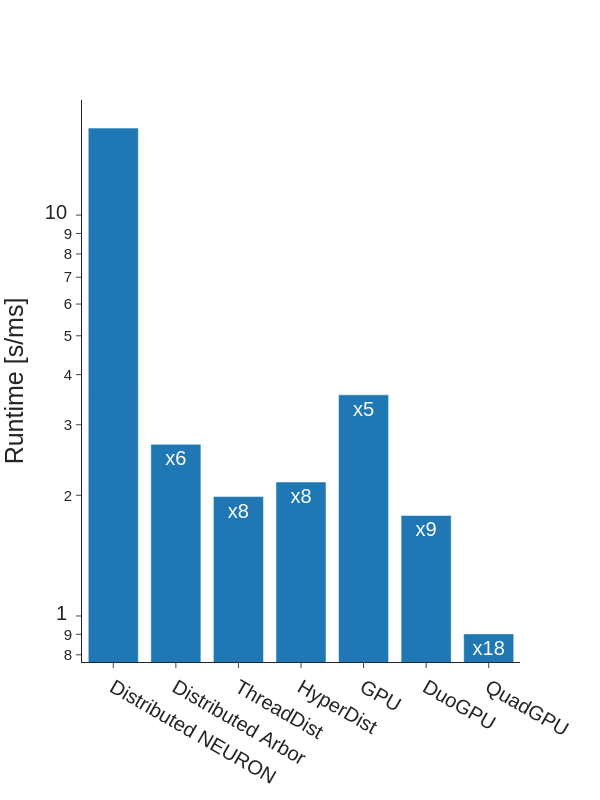 Runtime [s/ms]
10
9
8
7
6
5
4
3
2
1
9
8
x6
x8
x8
x5
x9
x18
Distributed NEURON
Distributed Arbor
ThreadDist
HyperDist
GPU
DuoGPU
QuadGPU